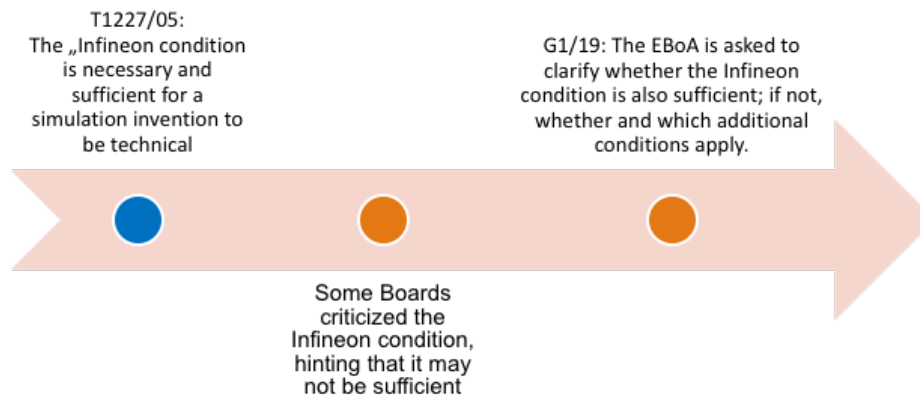 T1227/05:
The „Infineon condition
is necessary and
sufficient for a
simulation invention to
be technical
G1/19: The EBoA is asked to
clarify whether the Infineon
condition is also sufficient; if not,
whether and which additional
conditions apply.
Some Boards
criticized the
Infineon condition,
hinting that it may
not be sufficient